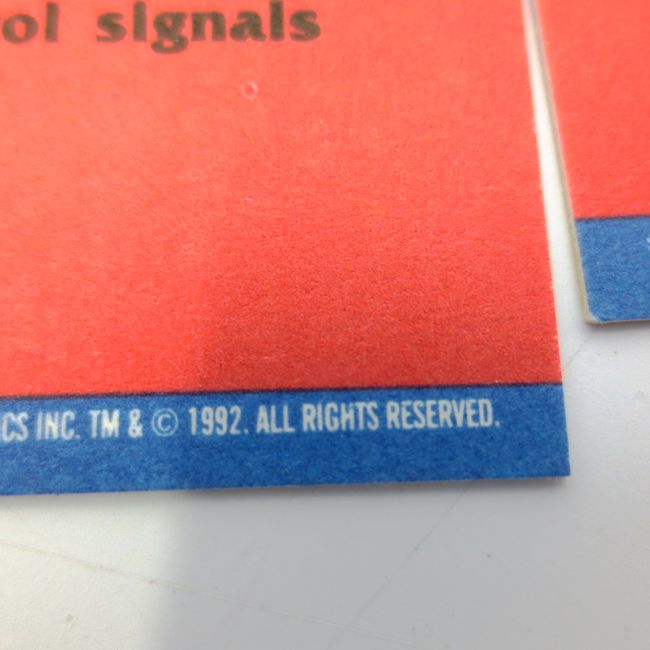 ol signals
CS INC. TM & © 1992. ALL RIGHTS RESERVED.